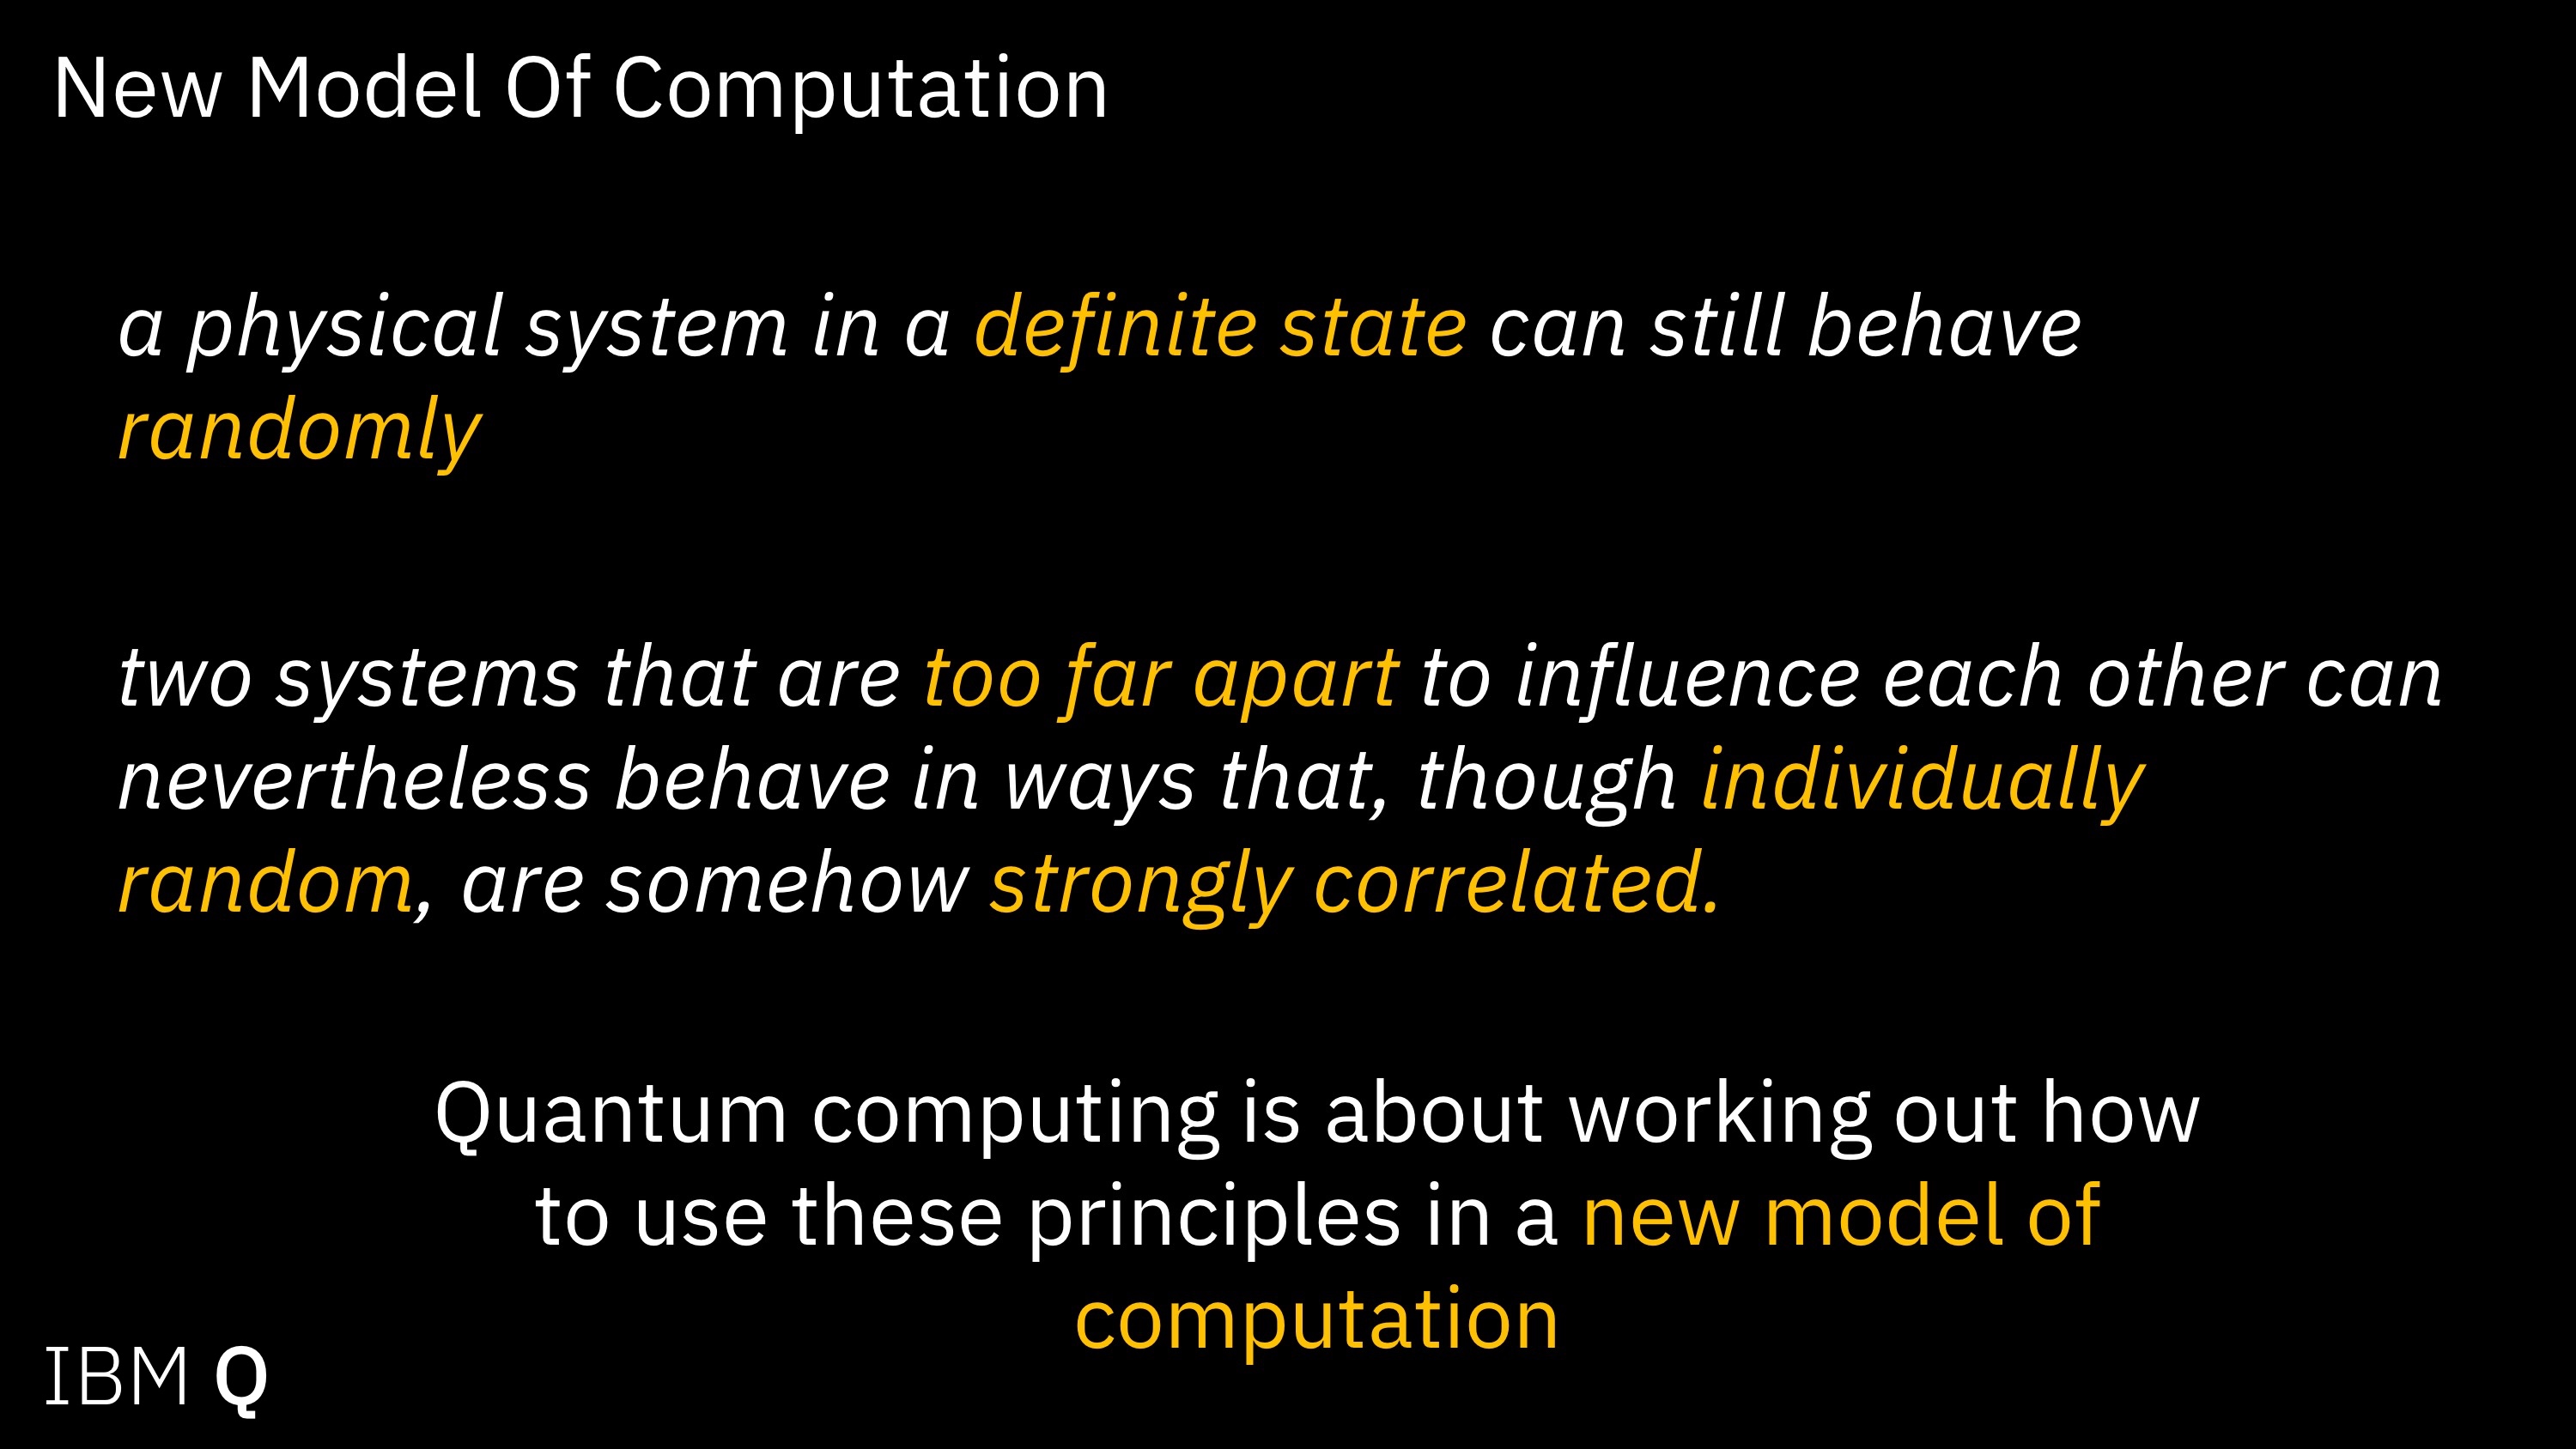 New Model Of Computation
a physical system in a definite state can still behave
randomly
two systems that are too far apart to influence each other can
nevertheless behave in ways that, though individually
random, are somehow strongly correlated.
Quantum computing is about working out how
to use these principles in a new model of
computation
IBM Q